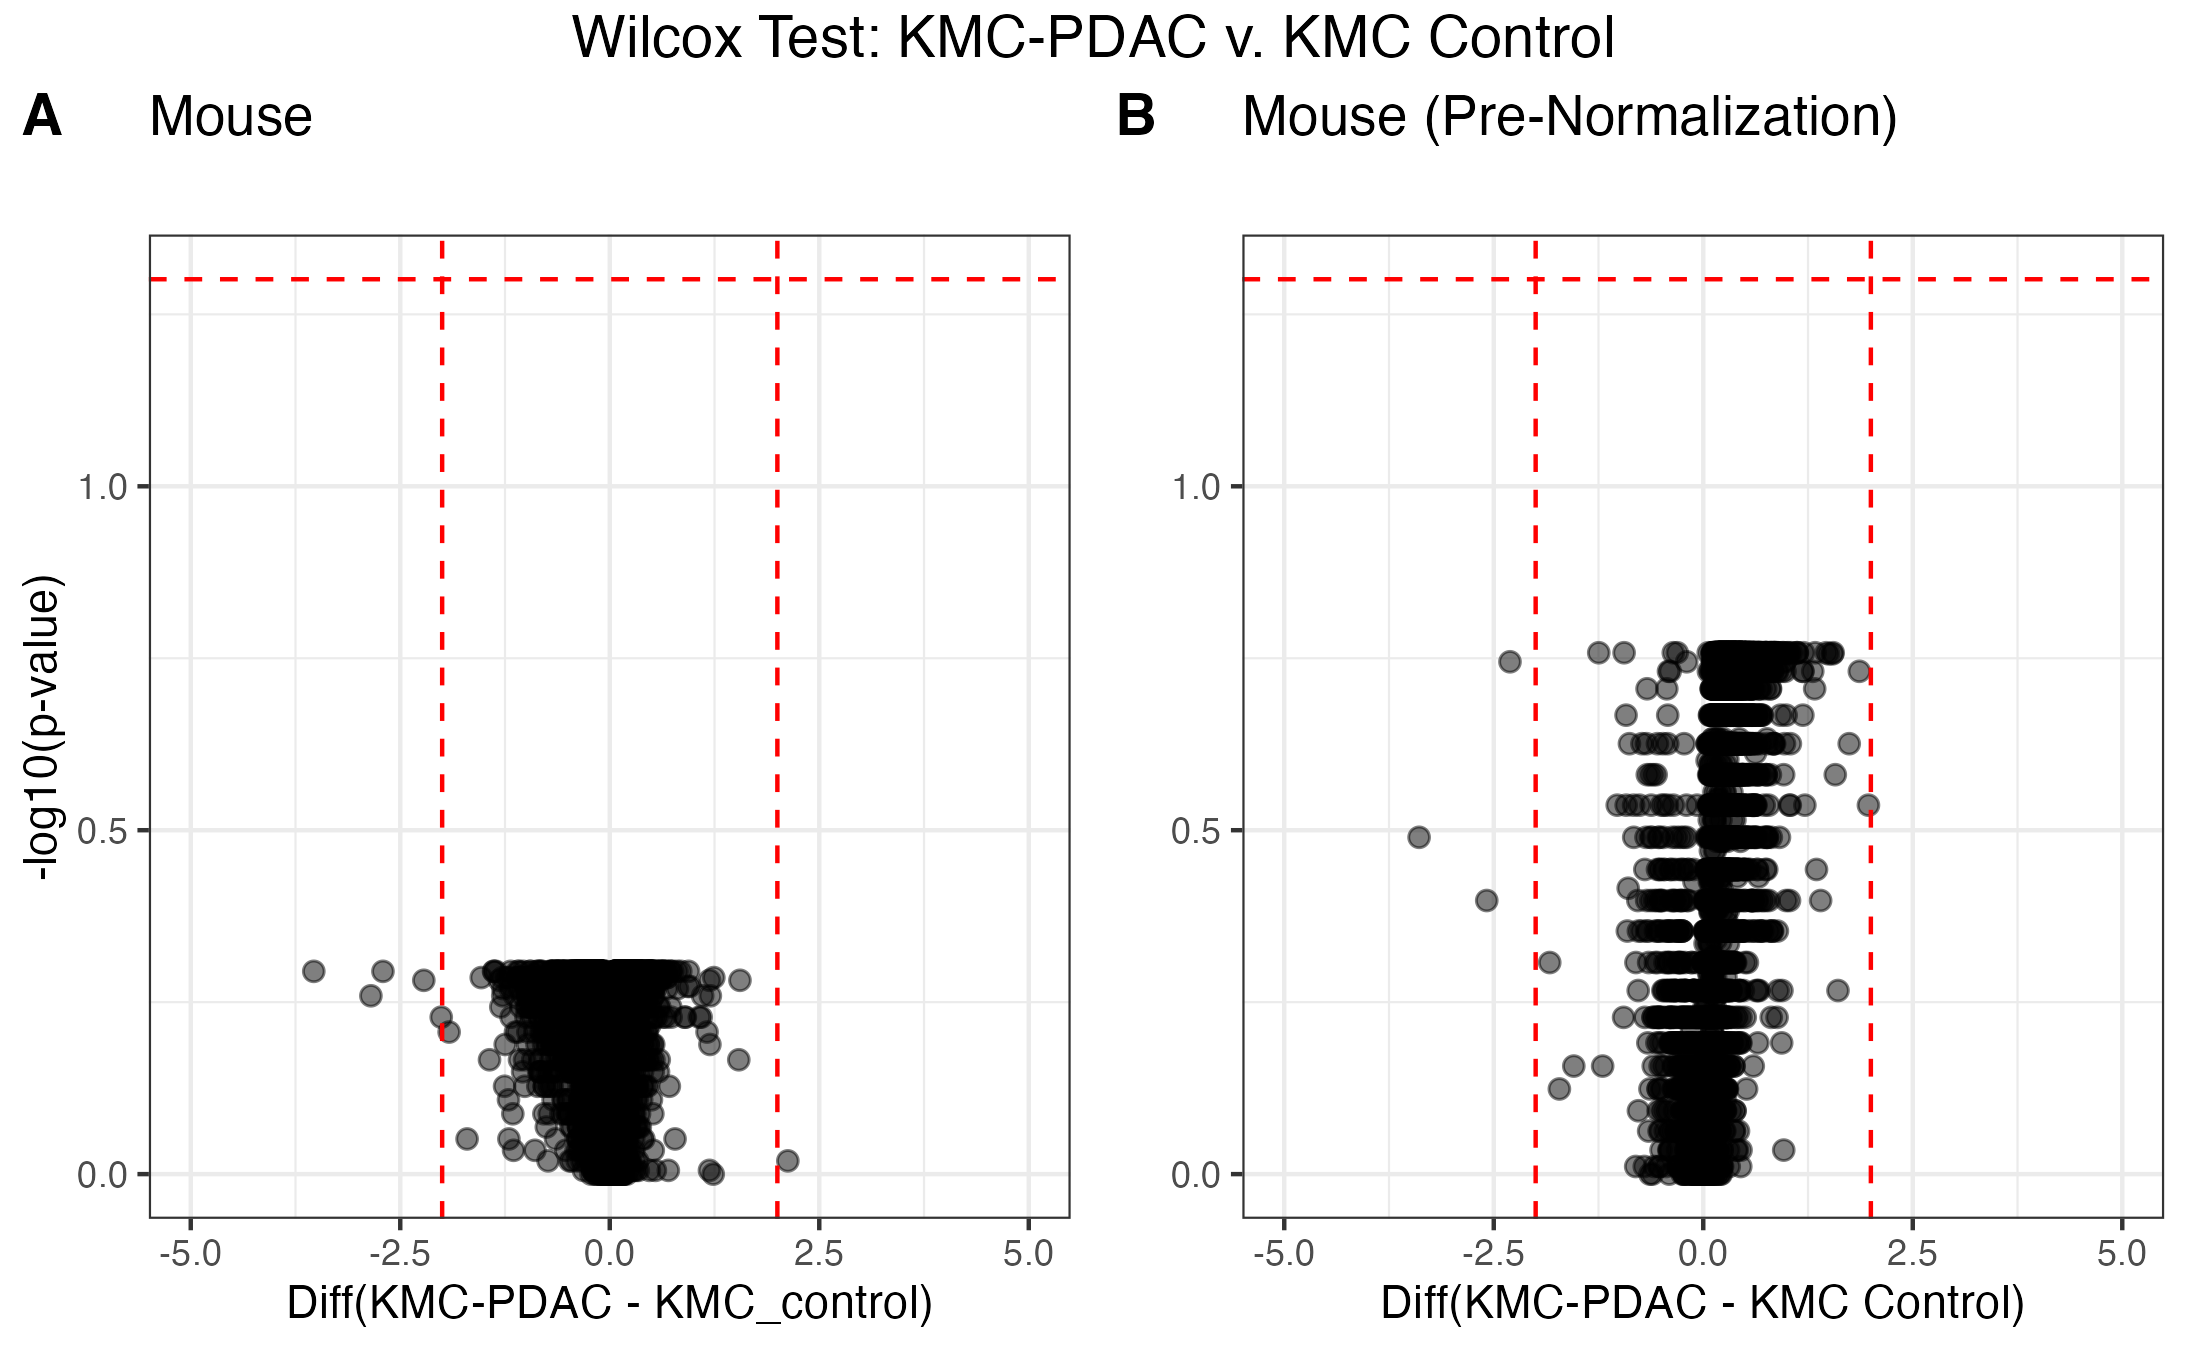 Wilcox Test: KMC-PDAC v. KMC Control
A Mouse
B Mouse (Pre-Normalization)
-log10(p-value)
1.0
0.5
0.0
-5.0 -2.5 0.0 2.5 5.0
Diff(KMC-PDAC - KMC_control)
1.0
0.5
0.0
-5.0 -2.5 0.0 2.5 5.0
Diff(KMC-PDAC - KMC Control)